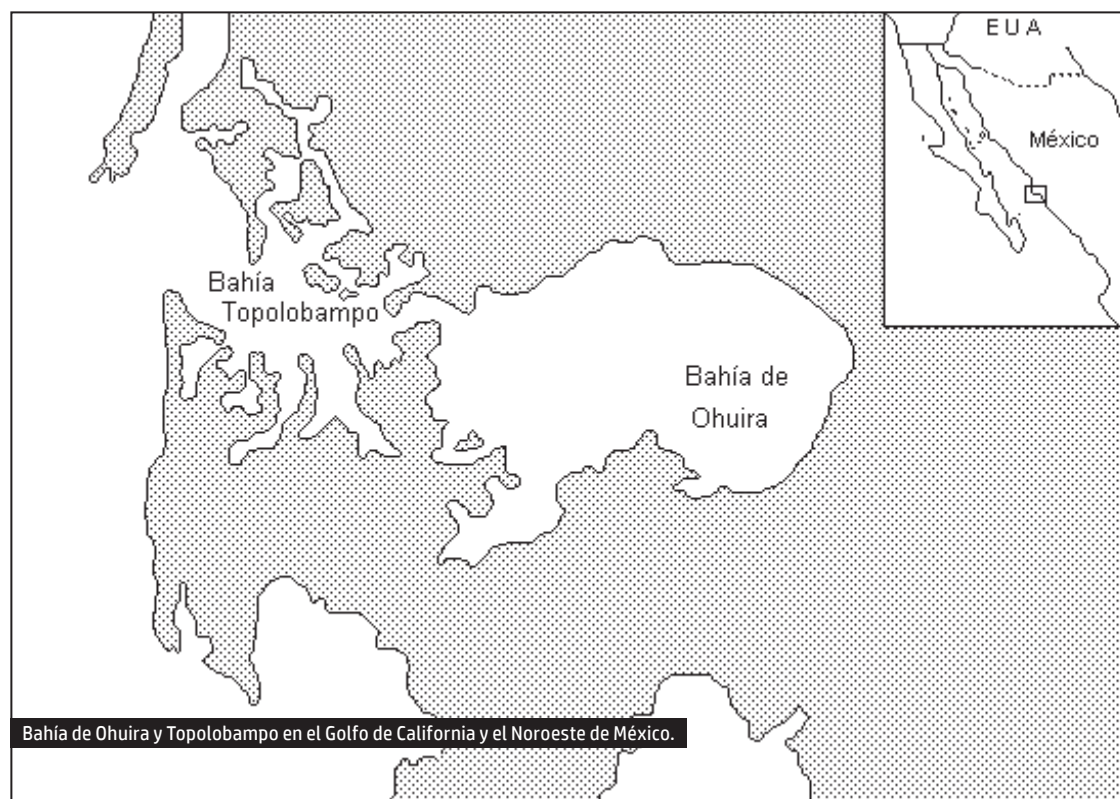 E U A
México
Bahía
Topolobampo
Bahía de
Ohuira
Bahía de Ohuira y Topolobampo en el Golfo de California y el Noroeste de México.